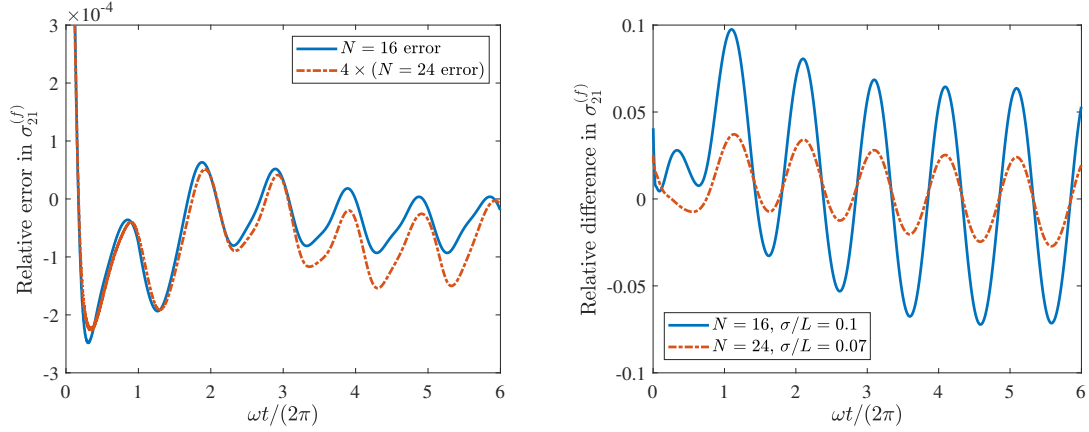 ×10⁻⁴
3
2
1
0
-1
-2
-3
Relative error in σ₂₁⁽ᶠ⁾
N = 16 error
4 × (N = 24 error)
0 1 2 3 4 5 6
ωt/(2π)
0.1
0.05
0
-0.05
-0.1
Relative difference in σ₂₁⁽ᶠ⁾
N = 16, σ/L = 0.1
N = 24, σ/L = 0.07
0 1 2 3 4 5 6
ωt/(2π)